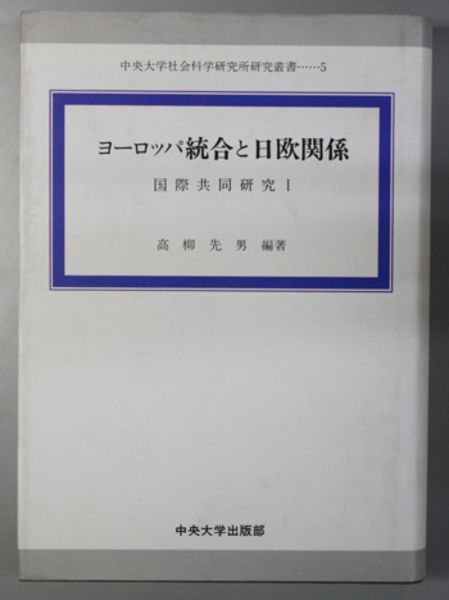 中央大学社会科学研究所研究叢書……5
ヨーロッパ統合と日欧関係
国際共同研究Ⅰ
高柳先男 編著
中央大学出版部